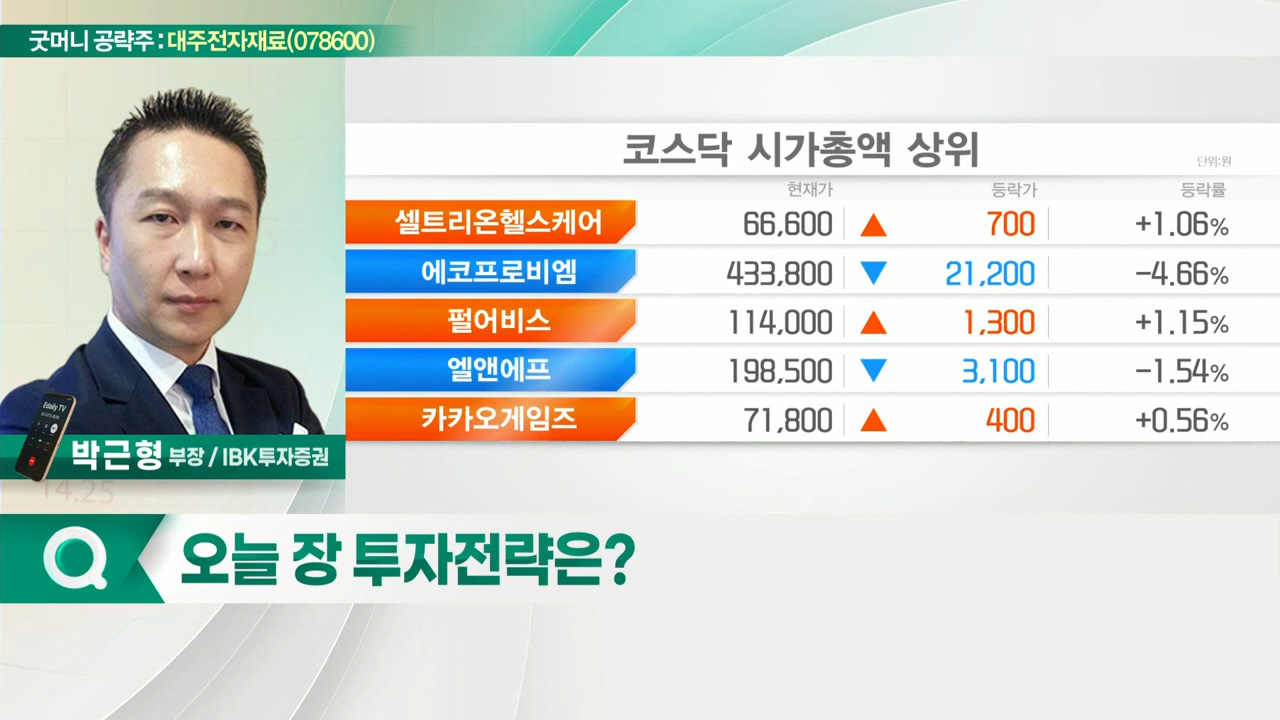 굿머니 공략주 : 대주전자재료(078600)
코스닥 시가총액 상위
단위:원
현재가 등락가 등락률
셀트리온헬스케어 66,600 ▲ 700 +1.06%
에코프로비엠 433,800 ▼ 21,200 -4.66%
펄어비스 114,000 ▲ 1,300 +1.15%
엘앤에프 198,500 ▼ 3,100 -1.54%
카카오게임즈 71,800 ▲ 400 +0.56%
Edaily TV
박근형 부장 / IBK투자증권
14.25
Q 오늘 장 투자전략은?